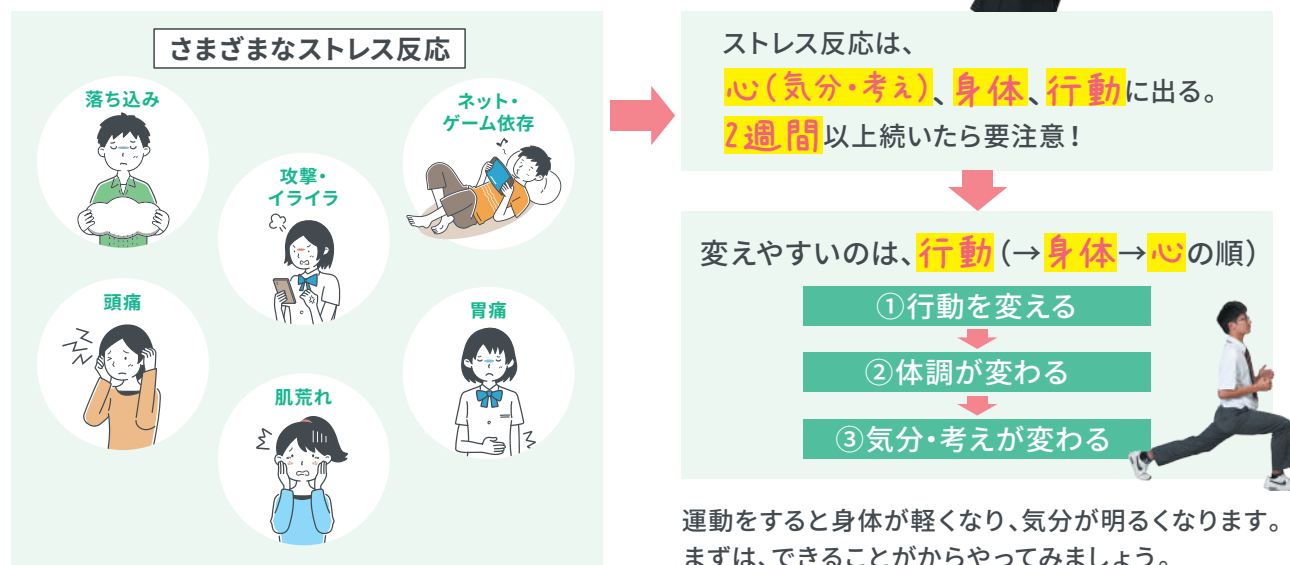 さまざまなストレス反応
落ち込み
ネット・
ゲーム依存
攻撃・
イライラ
頭痛
胃痛
肌荒れ
ストレス反応は、
心(気分・考え)、身体、行動に出る。
2週間以上続いたら要注意！
変えやすいのは、行動(→身体→心の順)
①行動を変える
②体調が変わる
③気分・考えが変わる
運動をすると身体が軽くなり、気分が明るくなります。
まずは、できることがからやってみましょう。